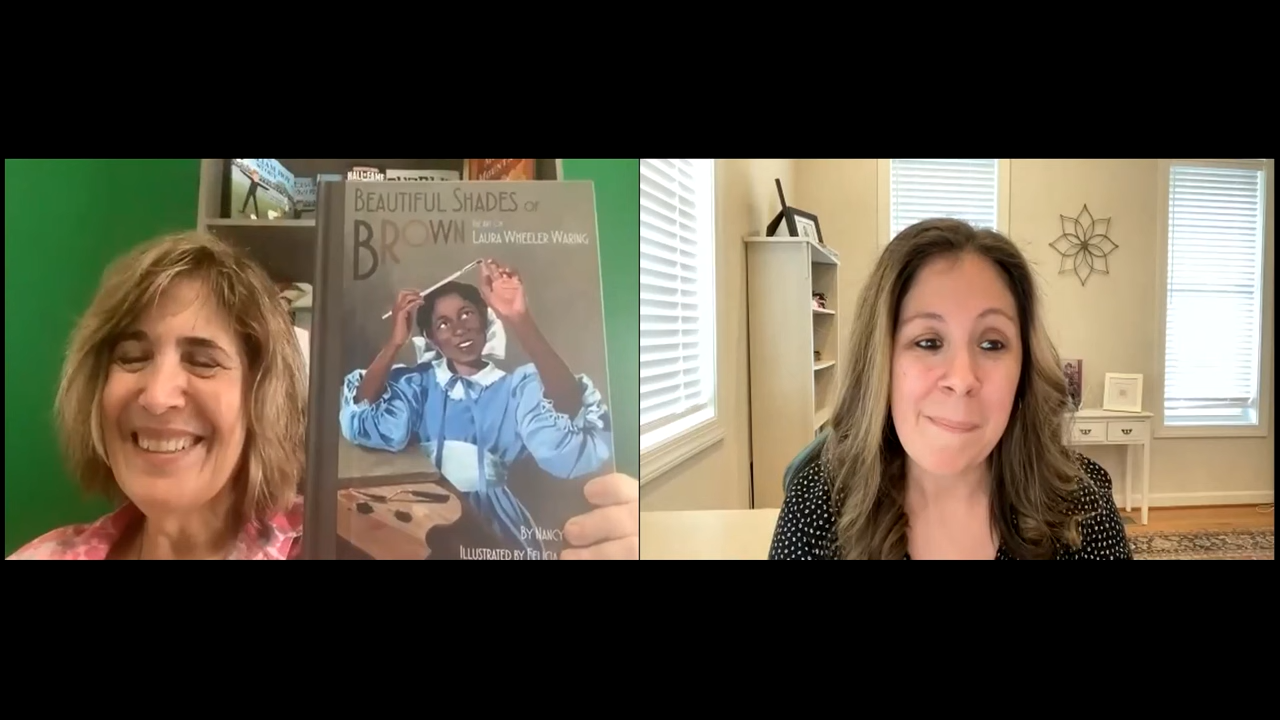 HALL OF FAME
BEAUTIFUL SHADES OF
BROWN THE ART OF
LAURA WHEELER WARING
BY NANCY
ILLUSTRATED BY FELICIA